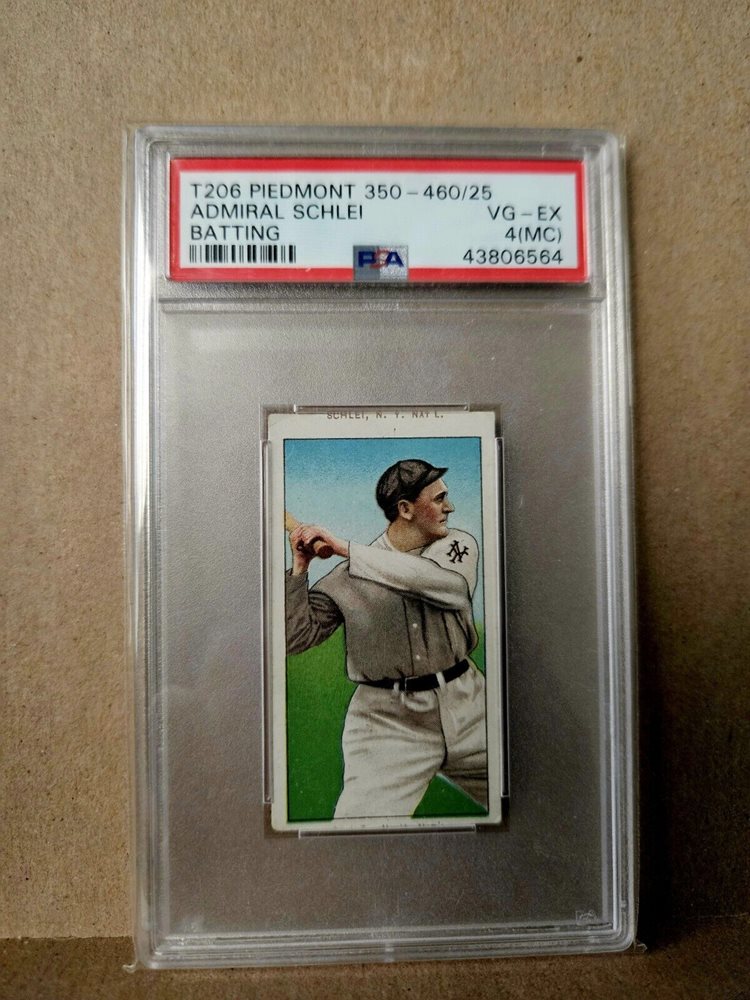 T206 PIEDMONT 350-460/25
ADMIRAL SCHLEI VG-EX
BATTING 4(MC)
PSA 43806564
SCHLEI, N. Y. NAT'L.
NY